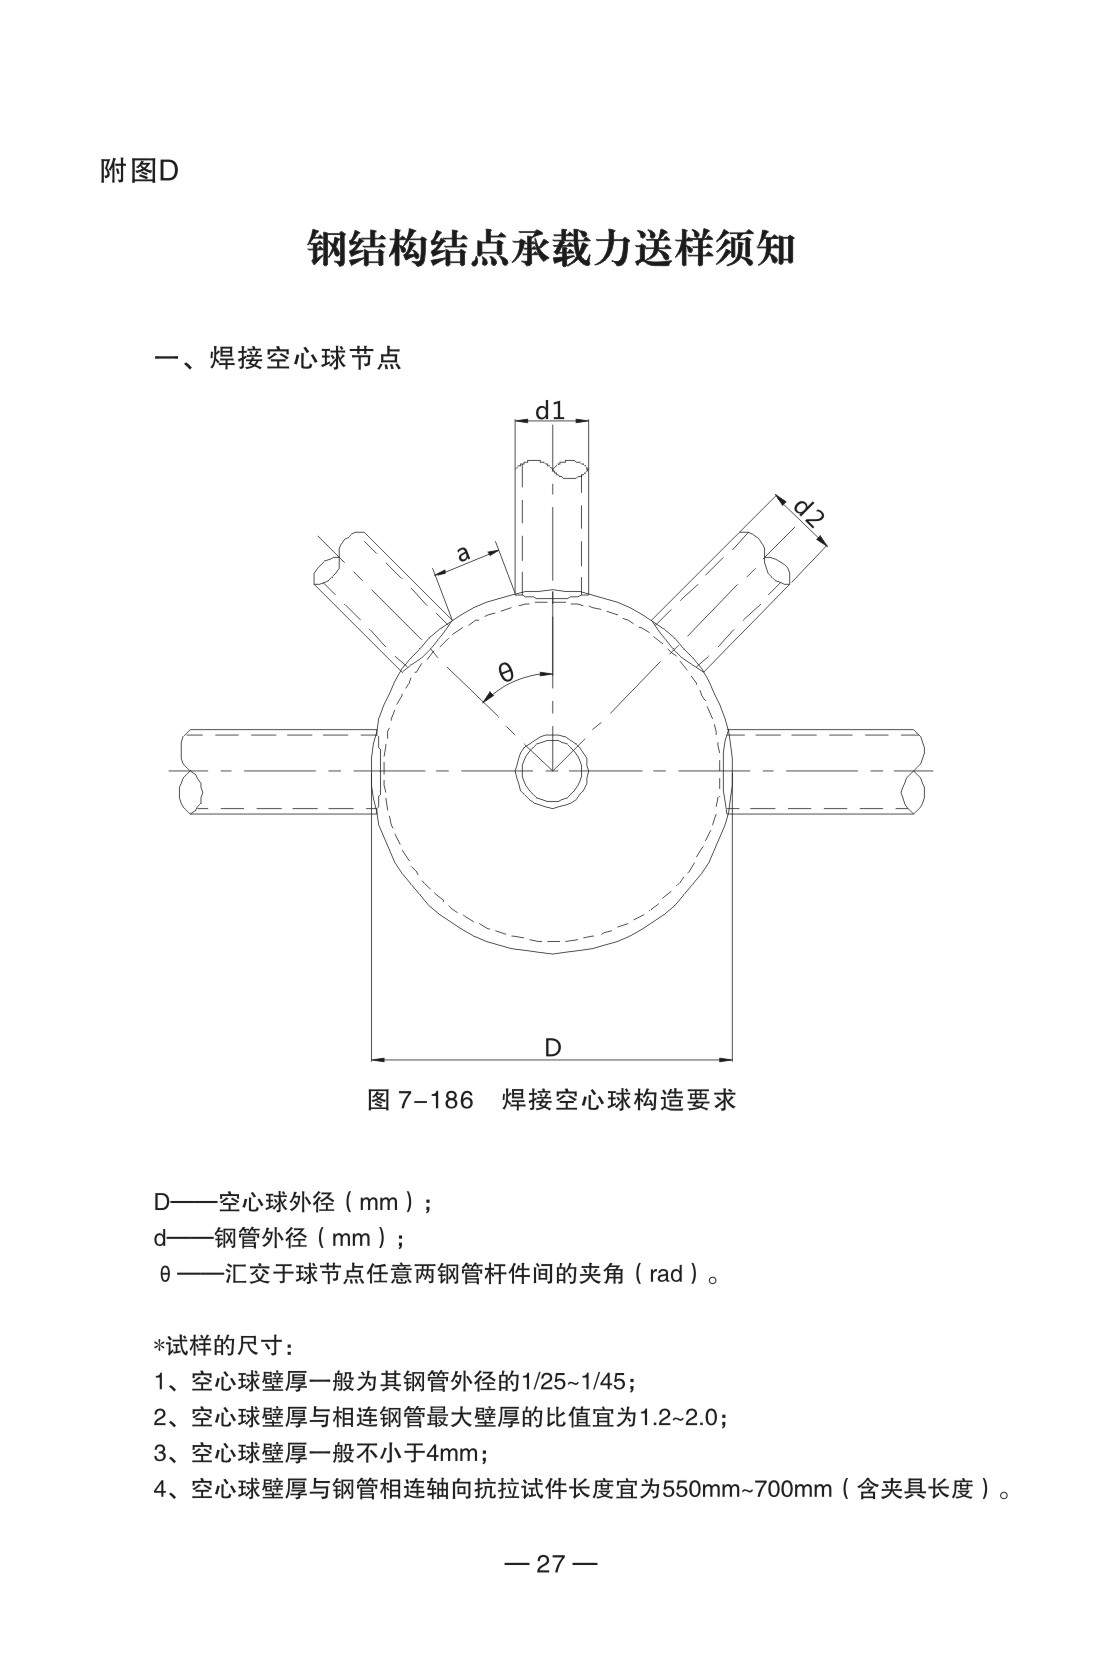 附图D
钢结构结点承载力送样须知
一、焊接空心球节点
d1
d2
a
θ
D
图 7-186　焊接空心球构造要求
D——空心球外径（mm）；
d——钢管外径（mm）；
θ ——汇交于球节点任意两钢管杆件间的夹角（rad）。
*试样的尺寸：
1、空心球壁厚一般为其钢管外径的1/25~1/45；
2、空心球壁厚与相连钢管最大壁厚的比值宜为1.2~2.0；
3、空心球壁厚一般不小于4mm；
4、空心球壁厚与钢管相连轴向抗拉试件长度宜为550mm~700mm（含夹具长度）。
— 27 —